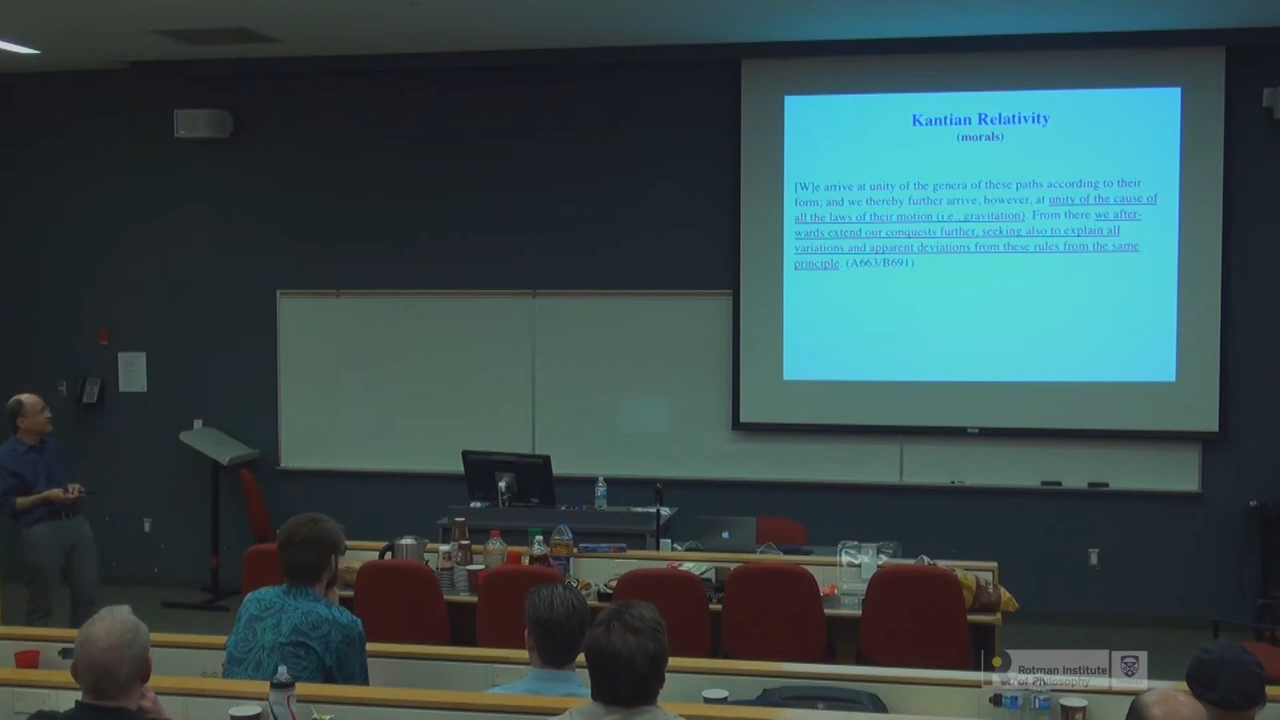 Kantian Relativity
(morals)
[W]e arrive at unity of the genera of these paths according to their
form; and we thereby further arrive, however, at unity of the cause of
all the laws of their motion (i.e., gravitation). From there we after-
wards extend our conquests further, seeking also to explain all
variations and apparent deviations from these rules from the same
principle. (A663/B691)
Rotman Institute
of Philosophy